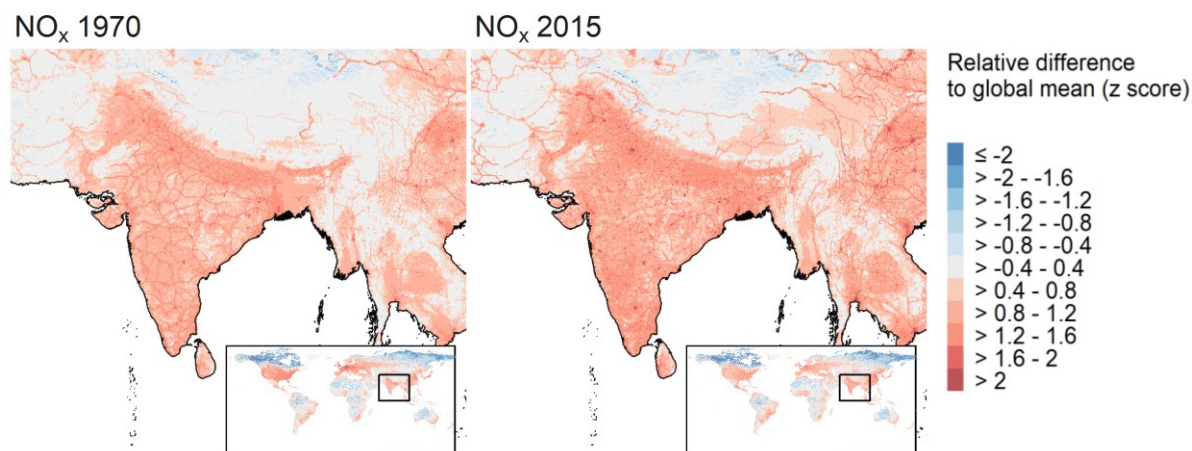 NOx 1970
NOx 2015
Relative difference
to global mean (z score)
≤ -2
> -2 - -1.6
> -1.6 - -1.2
> -1.2 - -0.8
> -0.8 - -0.4
> -0.4 - 0.4
> 0.4 - 0.8
> 0.8 - 1.2
> 1.2 - 1.6
> 1.6 - 2
> 2